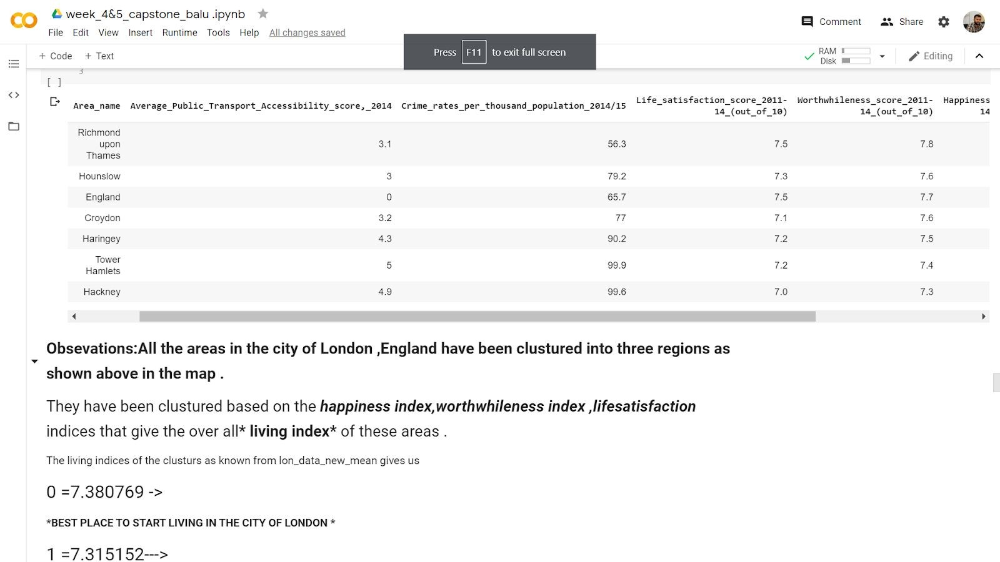 week_4&5_capstone_balu .ipynb
File Edit View Insert Runtime Tools Help All changes saved
Comment Share
Press F11 to exit full screen
+ Code + Text
RAM
Disk
Editing
3
[ ]
Area_name Average_Public_Transport_Accessibility_score,_2014 Crime_rates_per_thousand_population_2014/15 Life_satisfaction_score_2011-14_(out_of_10) Worthwhileness_score_2011-14_(out_of_10) Happiness 14
Richmond upon Thames 3.1 56.3 7.5 7.8
Hounslow 3 79.2 7.3 7.6
England 0 65.7 7.5 7.7
Croydon 3.2 77 7.1 7.6
Haringey 4.3 90.2 7.2 7.5
Tower Hamlets 5 99.9 7.2 7.4
Hackney 4.9 99.6 7.0 7.3
Obsevations:All the areas in the city of London ,England have been clustured into three regions as
shown above in the map .
They have been clustured based on the happiness index,worthwhileness index ,lifesatisfaction
indices that give the over all* living index* of these areas .
The living indices of the clusturs as known from lon_data_new_mean gives us
0 =7.380769 ->
*BEST PLACE TO START LIVING IN THE CITY OF LONDON *
1 =7.315152--->